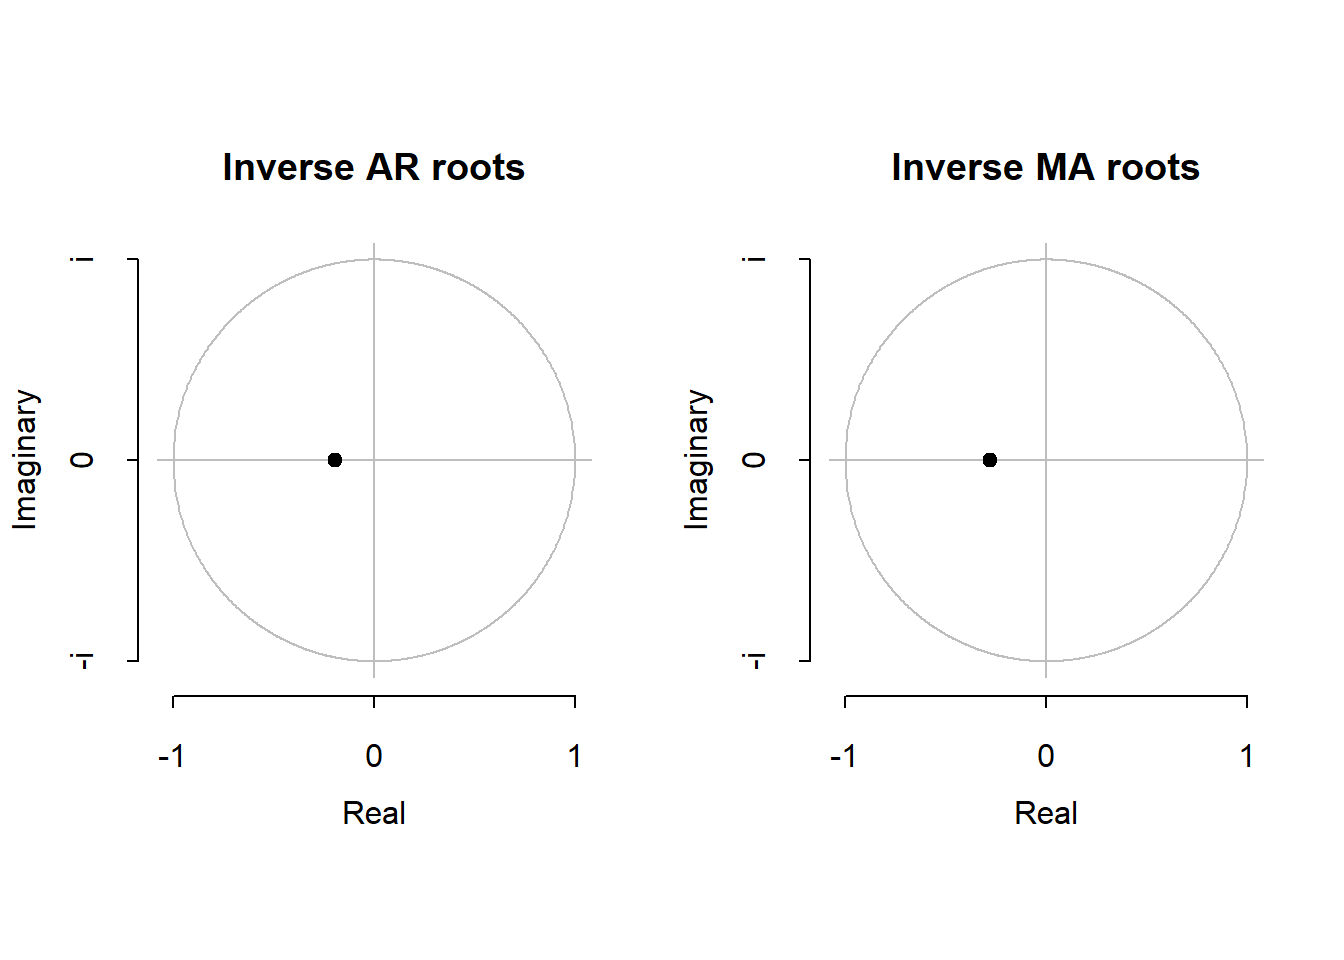 Inverse AR roots
i
0
-i
Imaginary
-1 0 1
Real
Inverse MA roots
i
0
-i
Imaginary
-1 0 1
Real